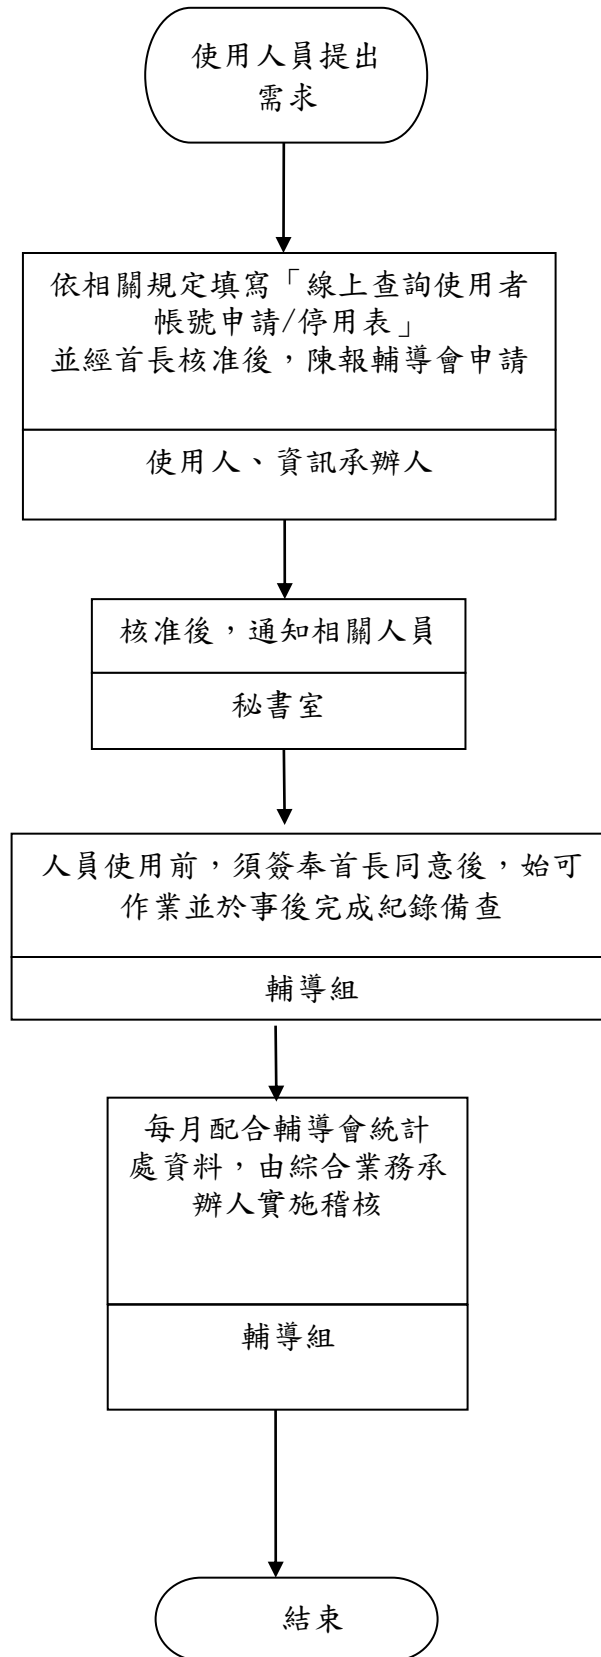 使用人員提出
需求
依相關規定填寫「線上查詢使用者
帳號申請/停用表」
並經首長核准後，陳報輔導會申請
使用人、資訊承辦人
核准後，通知相關人員
秘書室
人員使用前，須簽奉首長同意後，始可
作業並於事後完成紀錄備查
輔導組
每月配合輔導會統計
處資料，由綜合業務承
辦人實施稽核
輔導組
結束